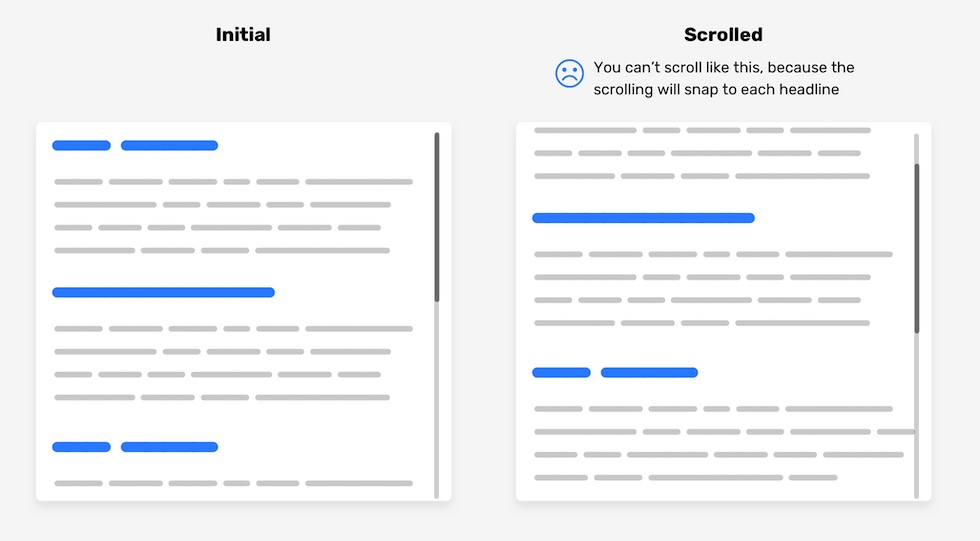 Initial
Scrolled
You can’t scroll like this, because the
scrolling will snap to each headline